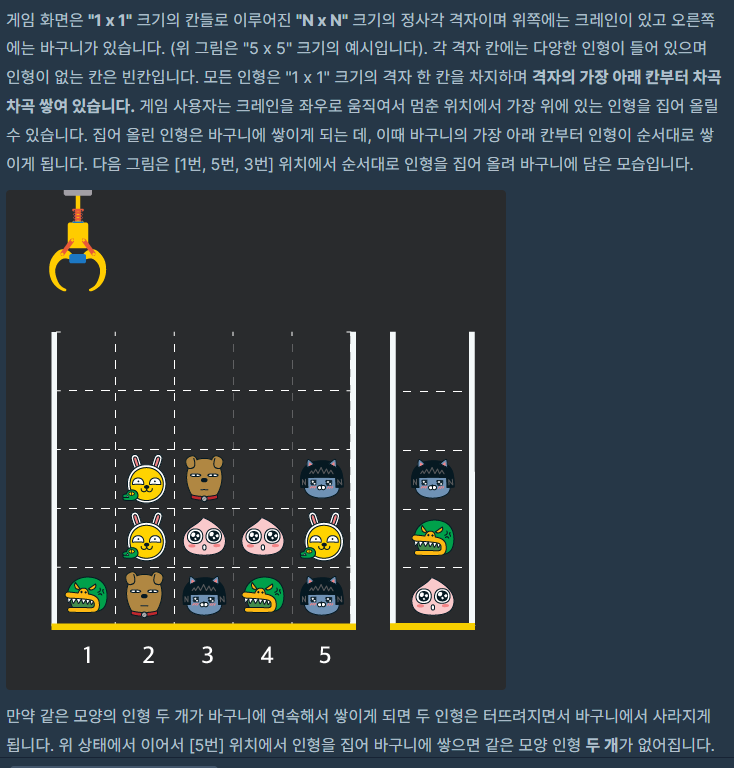 게임 화면은 "1 x 1" 크기의 칸들로 이루어진 "N x N" 크기의 정사각 격자이며 위쪽에는 크레인이 있고 오른쪽
에는 바구니가 있습니다. (위 그림은 "5 x 5" 크기의 예시입니다). 각 격자 칸에는 다양한 인형이 들어 있으며
인형이 없는 칸은 빈칸입니다. 모든 인형은 "1 x 1" 크기의 격자 한 칸을 차지하며 격자의 가장 아래 칸부터 차곡
차곡 쌓여 있습니다. 게임 사용자는 크레인을 좌우로 움직여서 멈춘 위치에서 가장 위에 있는 인형을 집어 올릴
수 있습니다. 집어 올린 인형은 바구니에 쌓이게 되는 데, 이때 바구니의 가장 아래 칸부터 인형이 순서대로 쌓
이게 됩니다. 다음 그림은 [1번, 5번, 3번] 위치에서 순서대로 인형을 집어 올려 바구니에 담은 모습입니다.
1 2 3 4 5
만약 같은 모양의 인형 두 개가 바구니에 연속해서 쌓이게 되면 두 인형은 터뜨려지면서 바구니에서 사라지게
됩니다. 위 상태에서 이어서 [5번] 위치에서 인형을 집어 바구니에 쌓으면 같은 모양 인형 두 개가 없어집니다.